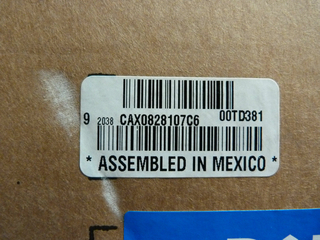 9 2038 CAX0828107C6 00TD381
* ASSEMBLED IN MEXICO *